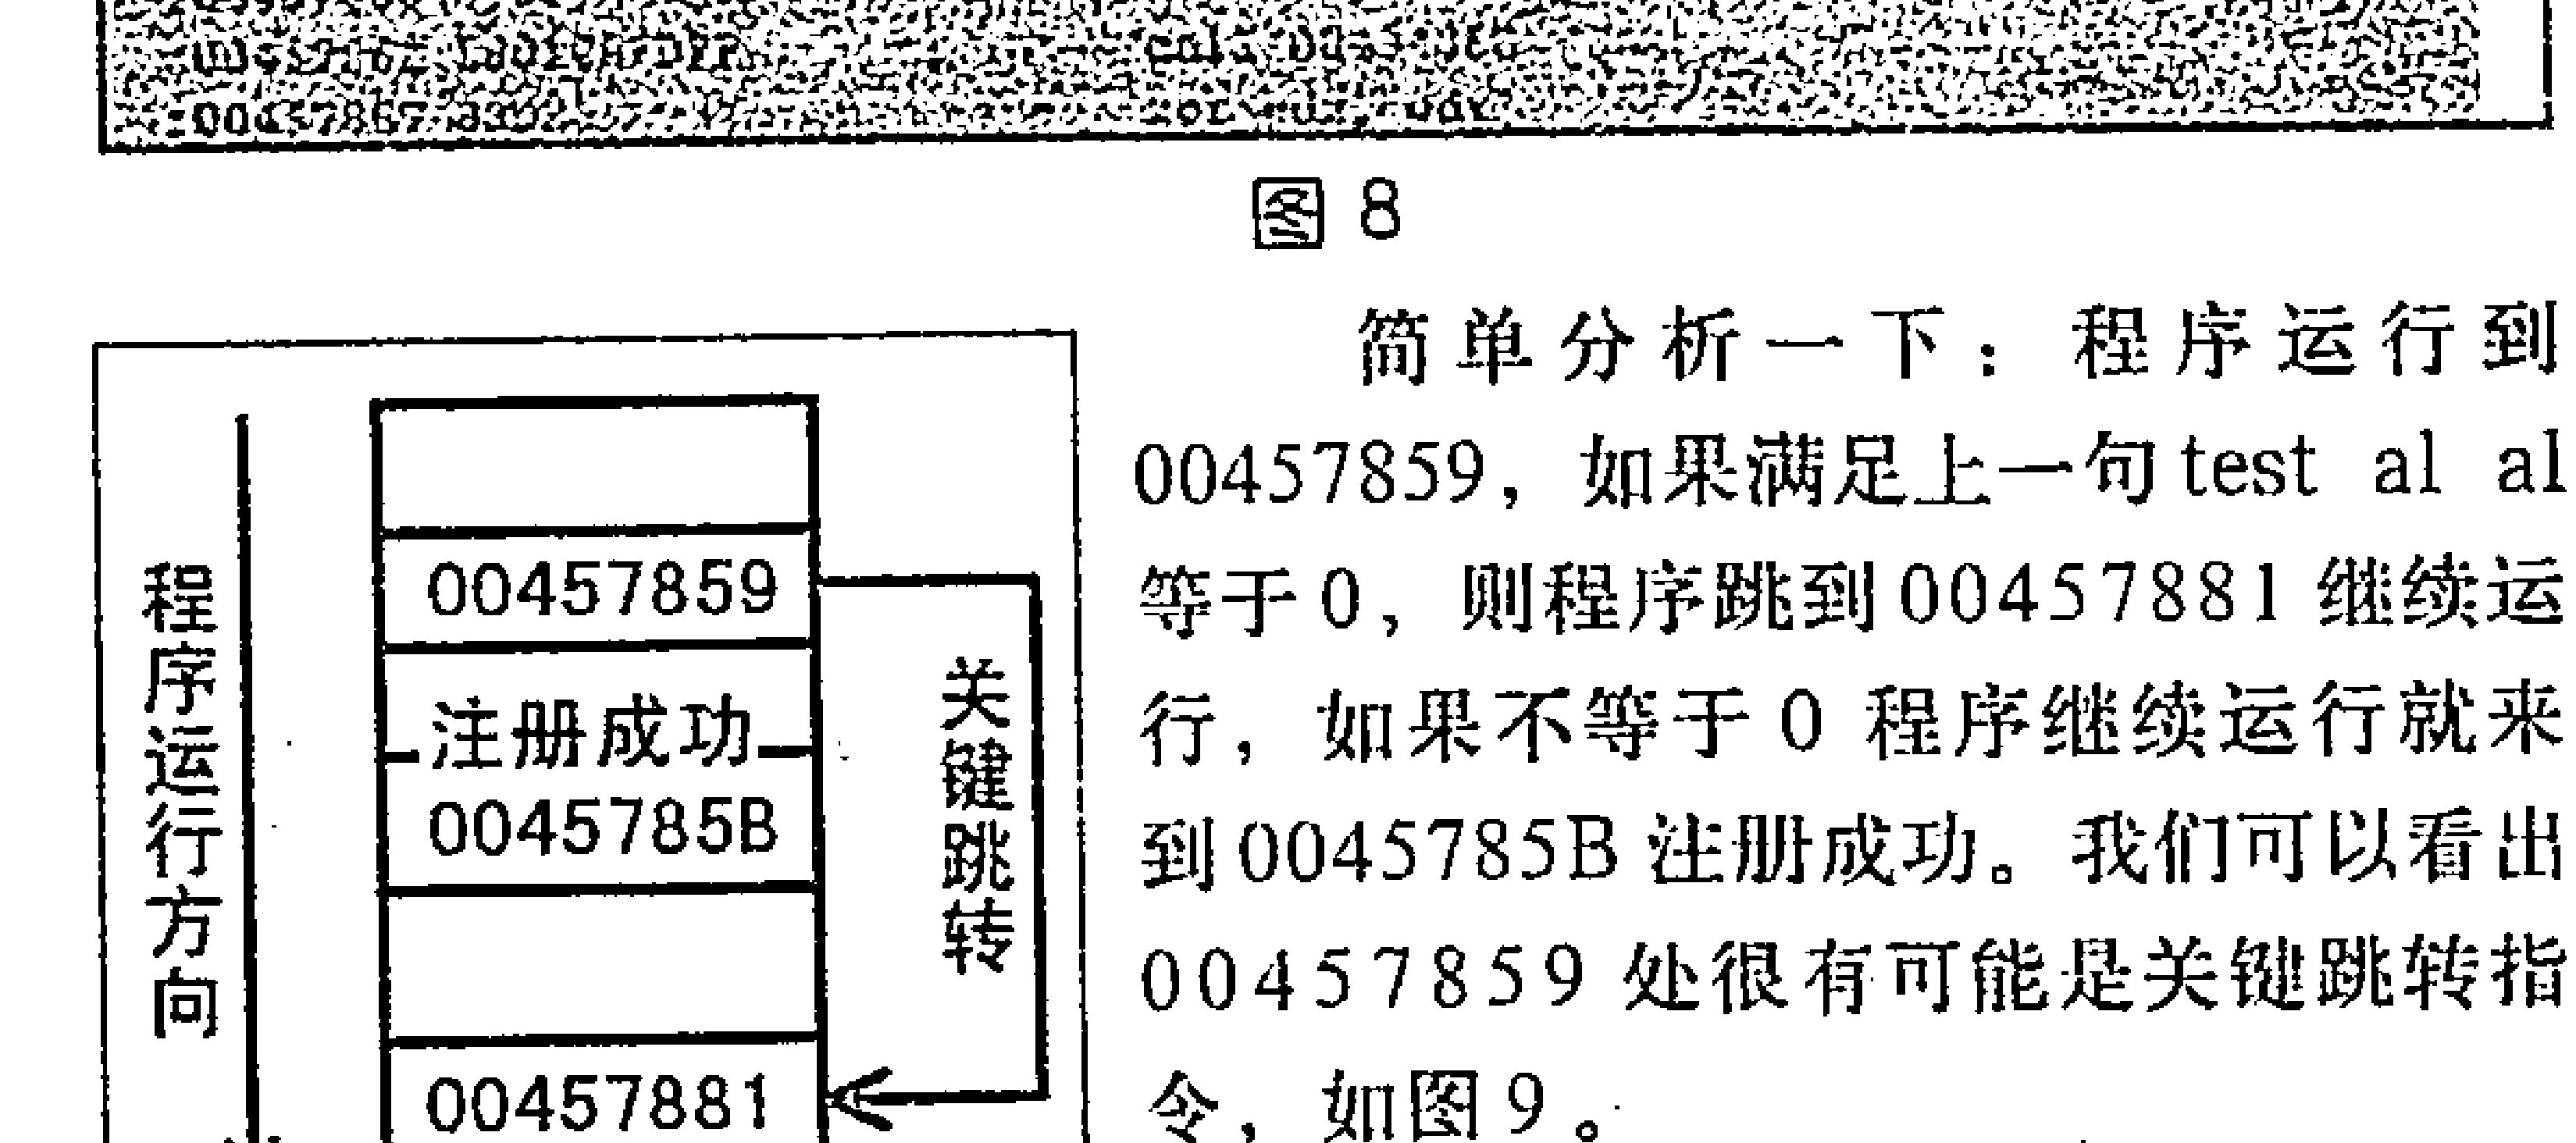 图 8
简单分析一下：程序运行到
00457859，如果满足上一句test al al
等于0，则程序跳到00457881继续运
行，如果不等于0 程序继续运行就来
到0045785B注册成功。我们可以看出
00457859处很有可能是关键跳转指
令，如图9。
程序运行方向
00457859
注册成功
0045785B
00457881
关键跳转